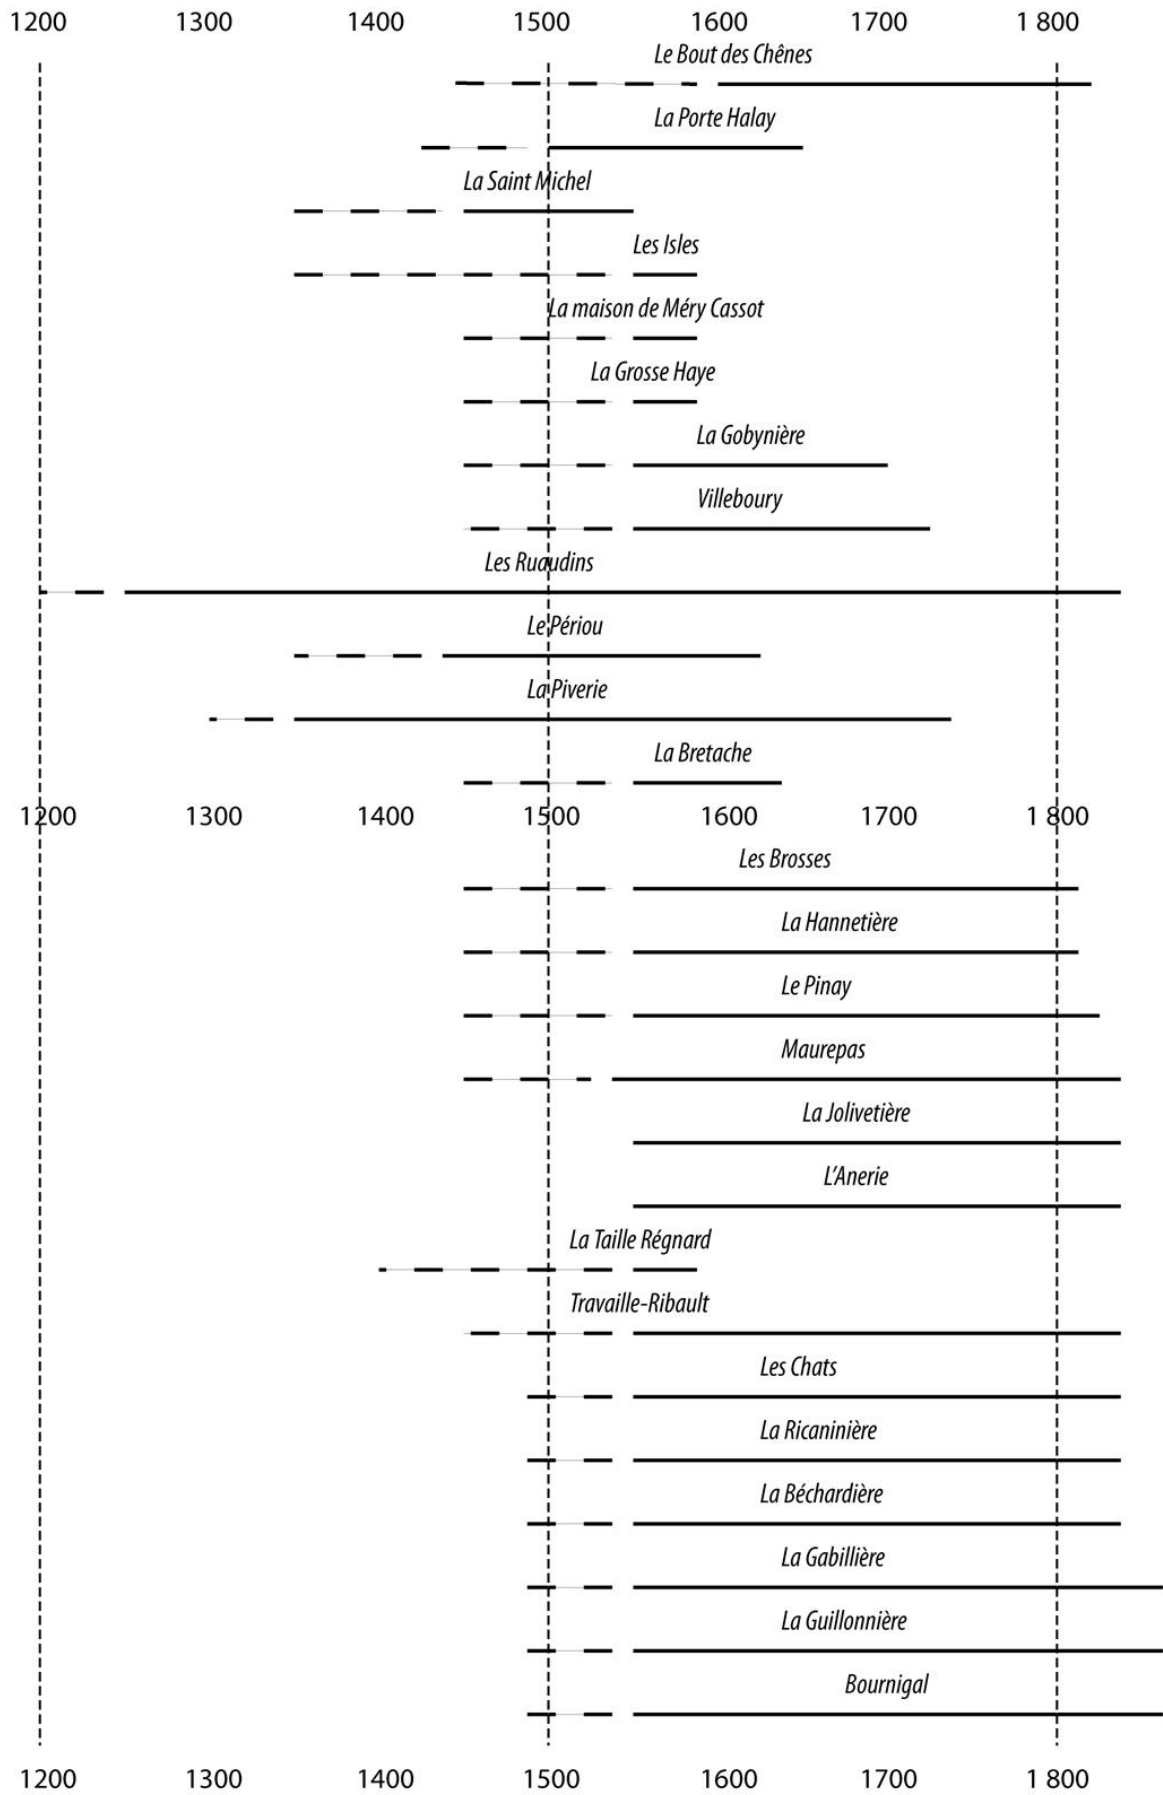 1200 1300 1400 1500 1600 1700 1 800
Le Bout des Chênes
La Porte Halay
La Saint Michel
Les Isles
La maison de Méry Cassot
La Grosse Haye
La Gobynière
Villeboury
Les Ruaudins
Le Périou
La Piverie
La Bretache
1200 1300 1400 1500 1600 1700 1 800
Les Brosses
La Hannetière
Le Pinay
Maurepas
La Jolivetière
L'Anerie
La Taille Régnard
Travaille-Ribault
Les Chats
La Ricaninière
La Béchardière
La Gabillière
La Guillonnière
Bournigal
1200 1300 1400 1500 1600 1700 1 800